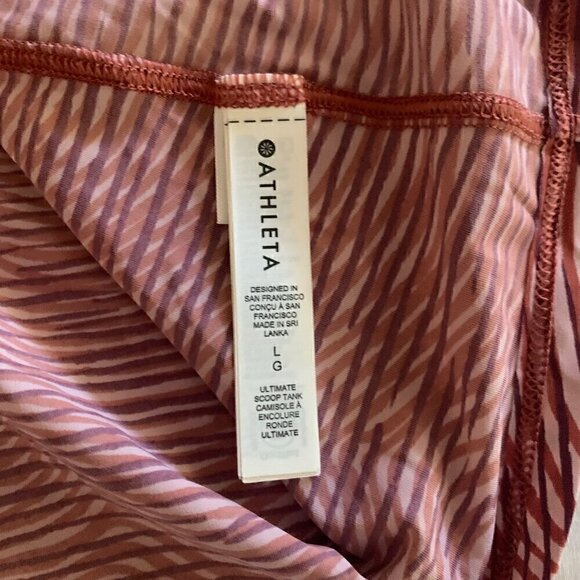 ATHLETA
DESIGNED IN
SAN FRANCISCO
CONÇU À SAN
FRANCISCO
MADE IN SRI
LANKA
L
G
ULTIMATE
SCOOP TANK
CAMISOLE À
ENCOLURE
RONDE
ULTIMATE